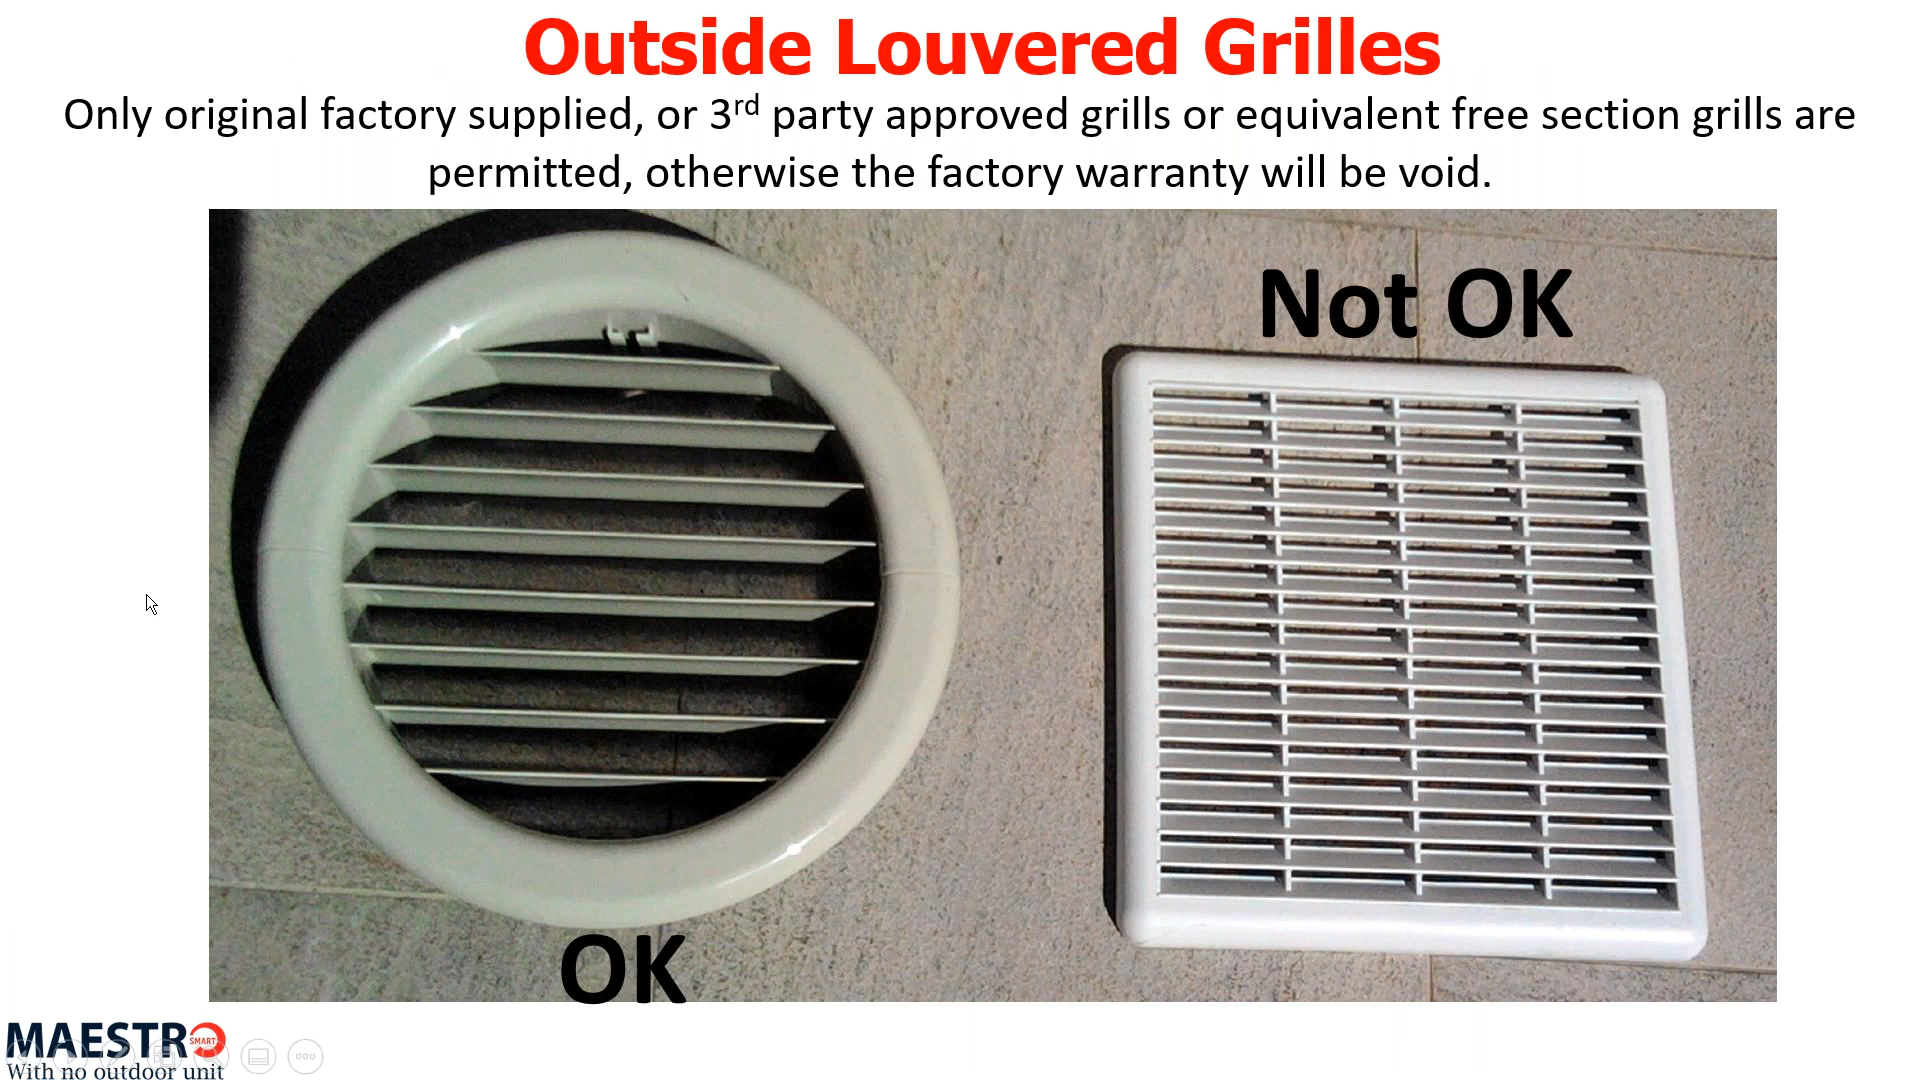 Outside Louvered Grilles
Only original factory supplied, or 3rd party approved grills or equivalent free section grills are
permitted, otherwise the factory warranty will be void.
Not OK
OK
MAESTRO
SMART
With no outdoor unit